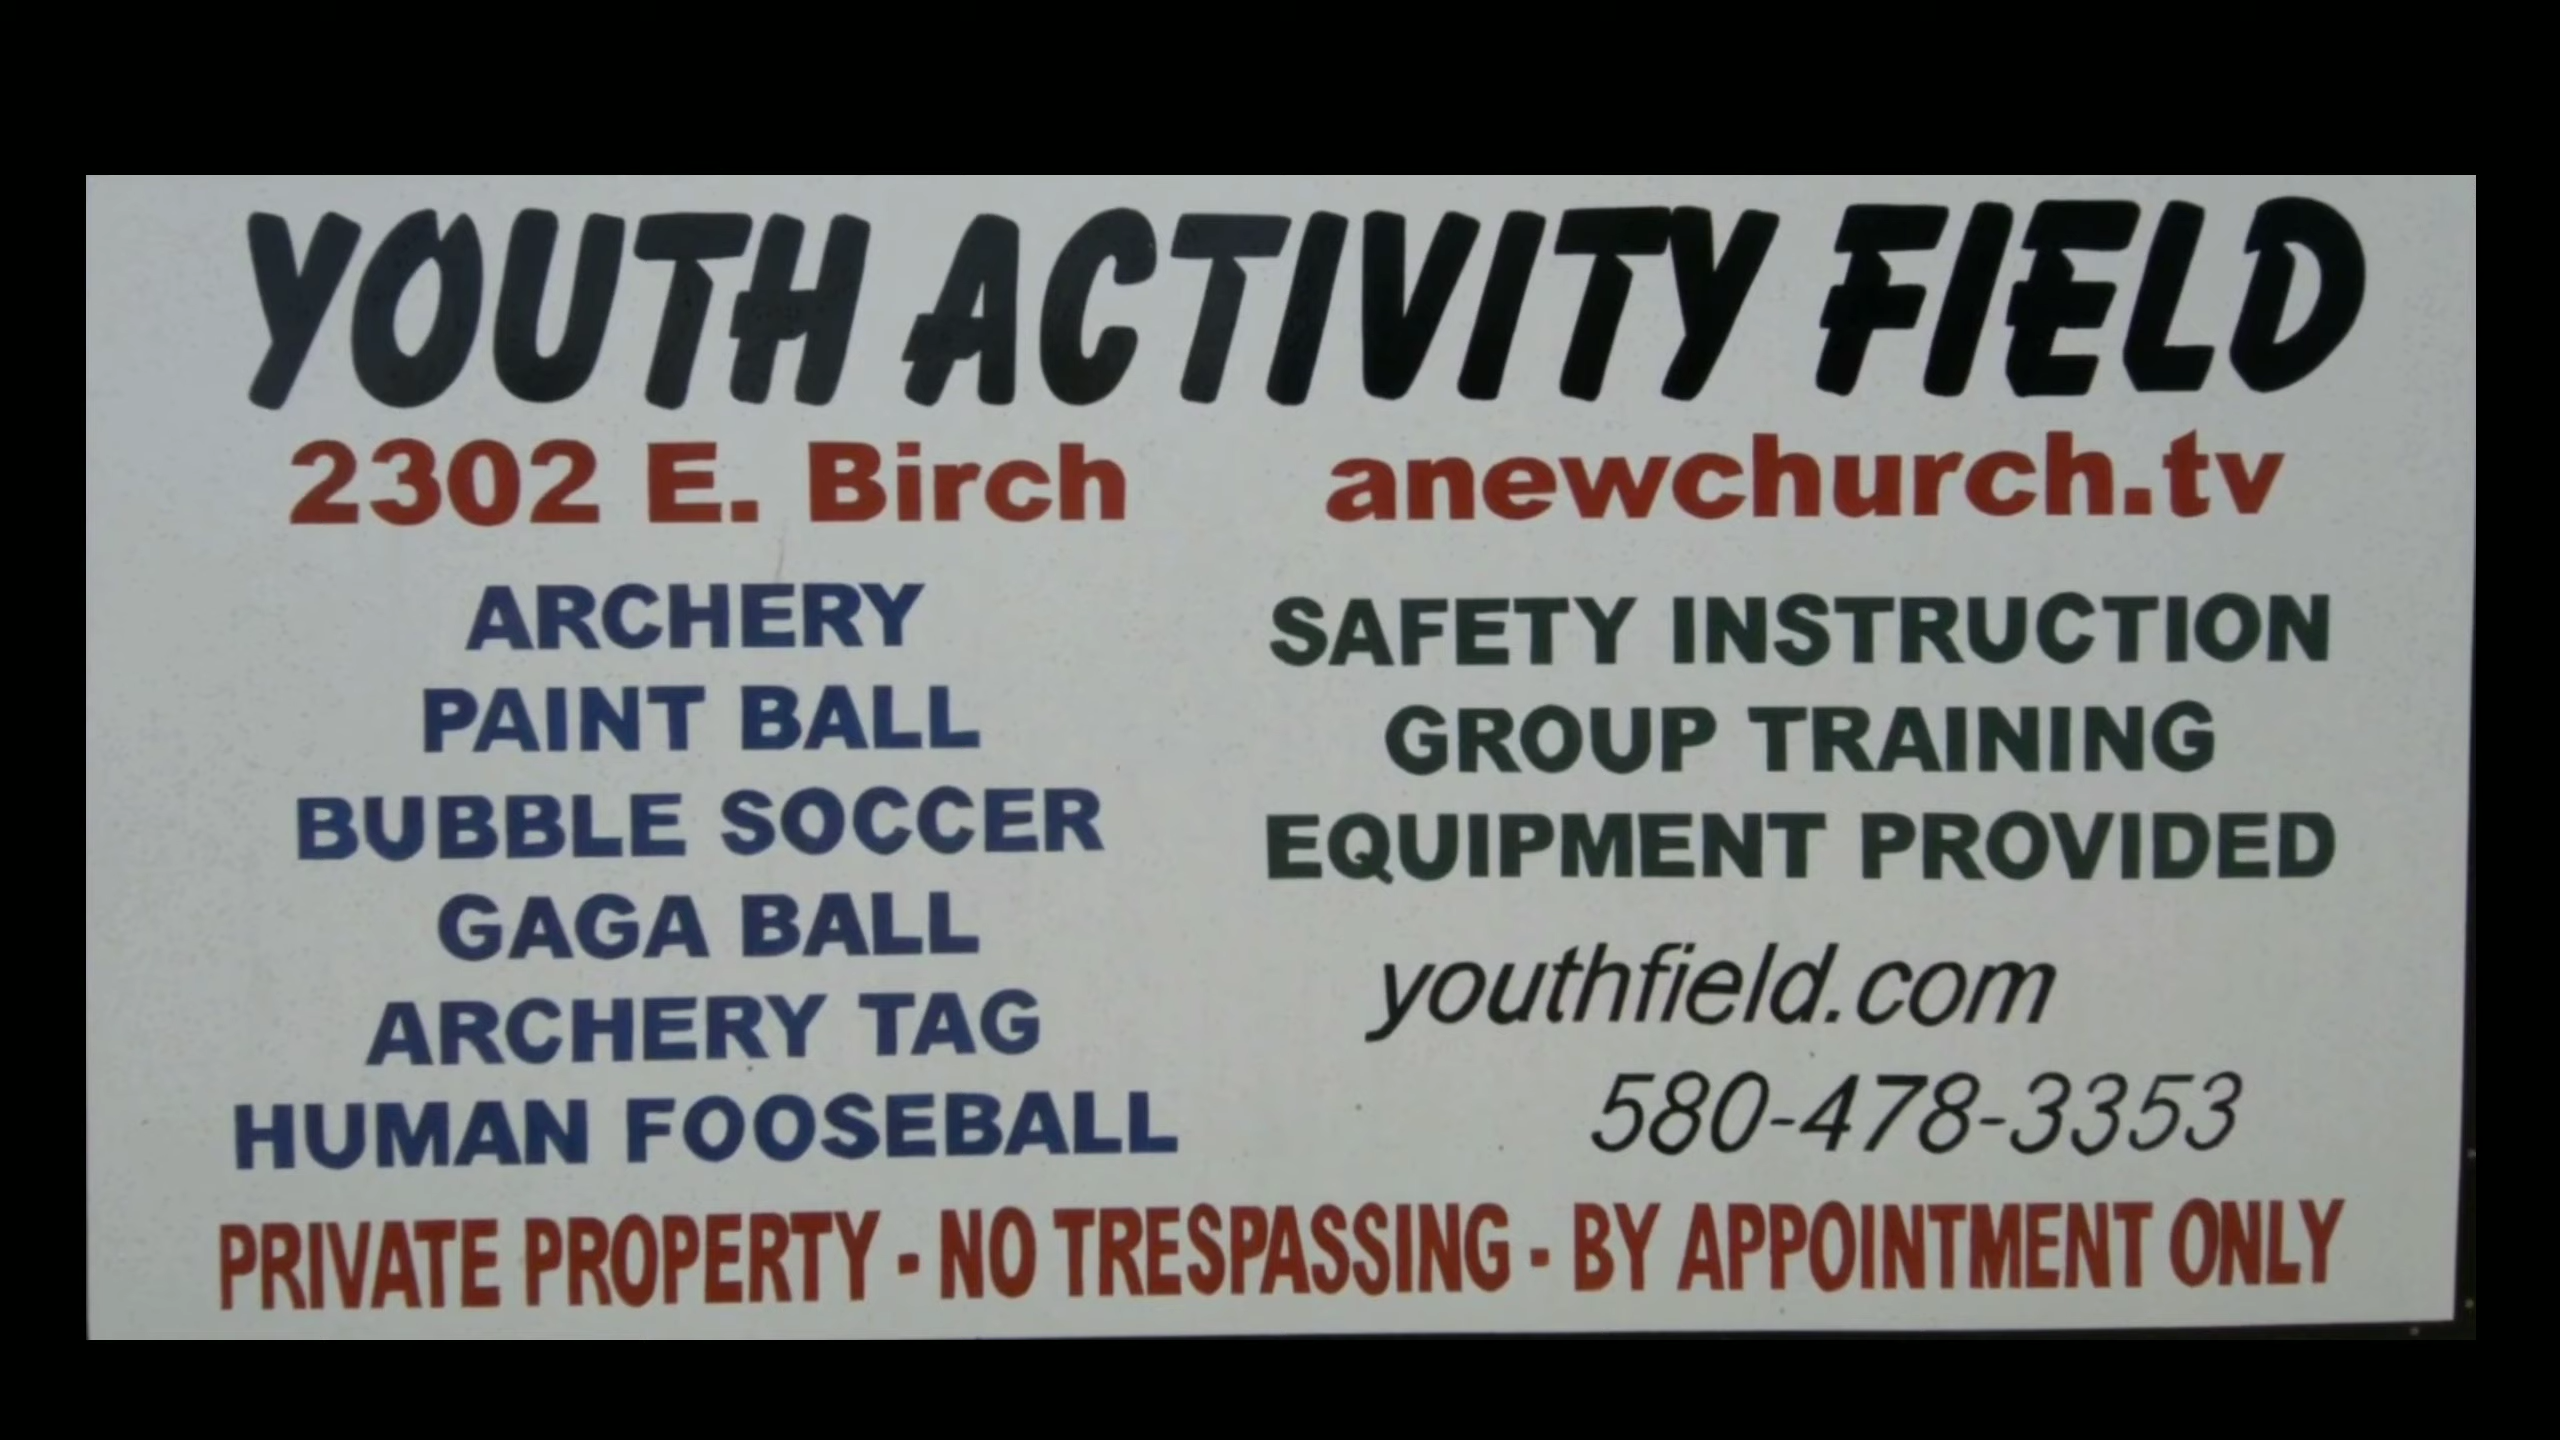 YOUTH ACTIVITY FIELD
2302 E. Birch
anewchurch.tv
ARCHERY
PAINT BALL
BUBBLE SOCCER
GAGA BALL
ARCHERY TAG
HUMAN FOOSEBALL
SAFETY INSTRUCTION
GROUP TRAINING
EQUIPMENT PROVIDED
youthfield.com
580-478-3353
PRIVATE PROPERTY - NO TRESPASSING - BY APPOINTMENT ONLY